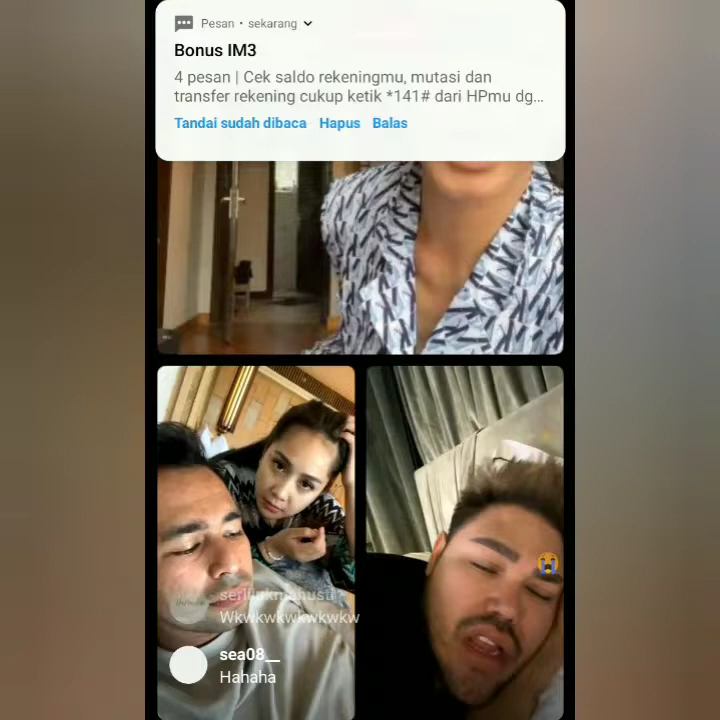 Pesan • sekarang
Bonus IM3
4 pesan | Cek saldo rekeningmu, mutasi dan
transfer rekening cukup ketik *141# dari HPmu dg...
Tandai sudah dibaca Hapus Balas
Wkwkwkwkwkwkw
sea08__
Hahaha